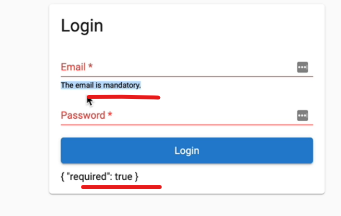 Login
Email *
The email is mandatory.
Password *
Login
{ "required": true }